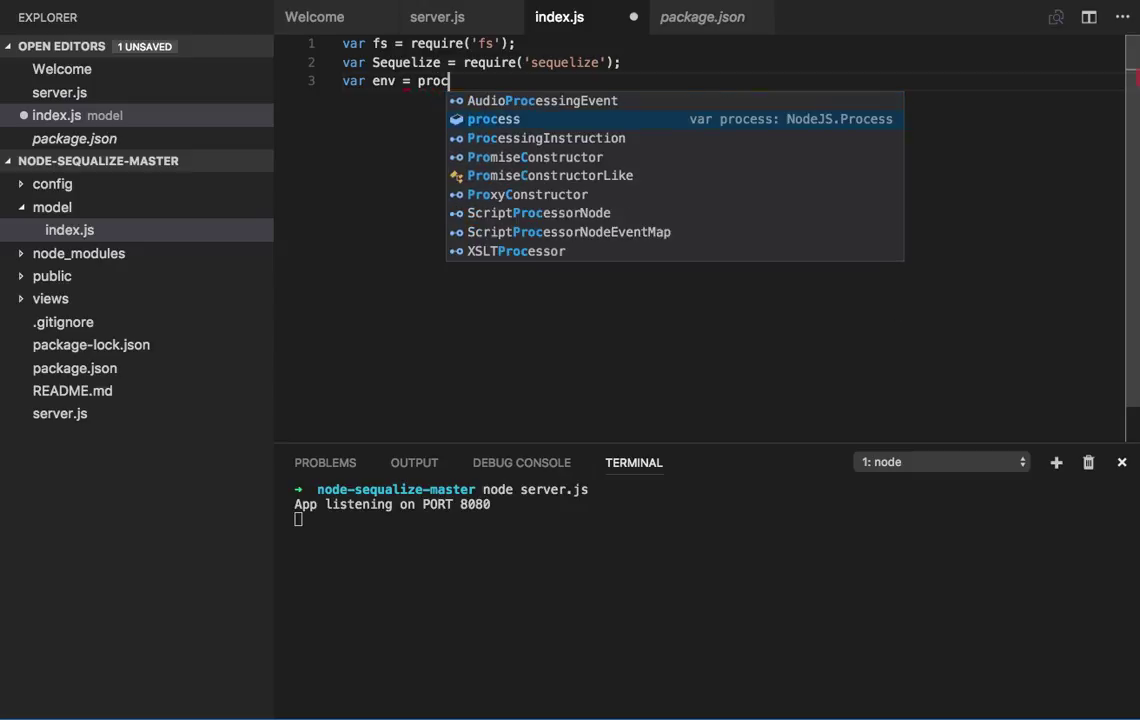 EXPLORER
OPEN EDITORS 1 UNSAVED
Welcome
server.js
index.js model
package.json
NODE-SEQUALIZE-MASTER
config
model
index.js
node_modules
public
views
.gitignore
package-lock.json
package.json
README.md
server.js
Welcome server.js index.js package.json
1 var fs = require('fs');
2 var Sequelize = require('sequelize');
3 var env = proc
AudioProcessingEvent
process var process: NodeJS.Process
ProcessingInstruction
PromiseConstructor
PromiseConstructorLike
ProxyConstructor
ScriptProcessorNode
ScriptProcessorNodeEventMap
XSLTProcessor
PROBLEMS OUTPUT DEBUG CONSOLE TERMINAL 1: node
→ node-sequalize-master node server.js
App listening on PORT 8080